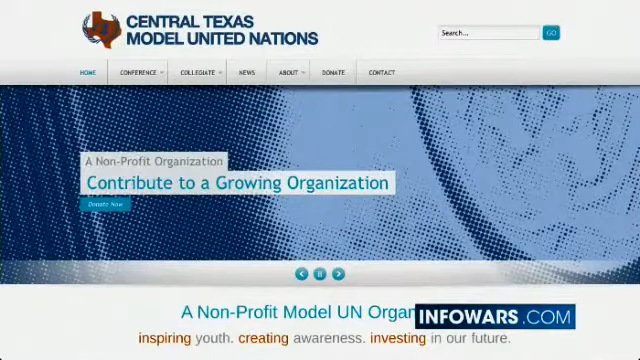 CENTRAL TEXAS
MODEL UNITED NATIONS
Search...
GO
HOME
CONFERENCE
COLLEGIATE
NEWS
ABOUT
DONATE
CONTACT
A Non-Profit Organization
Contribute to a Growing Organization
Donate Now
A Non-Profit Model UN Organ
INFOWARS.COM
inspiring youth. creating awareness. investing in our future.